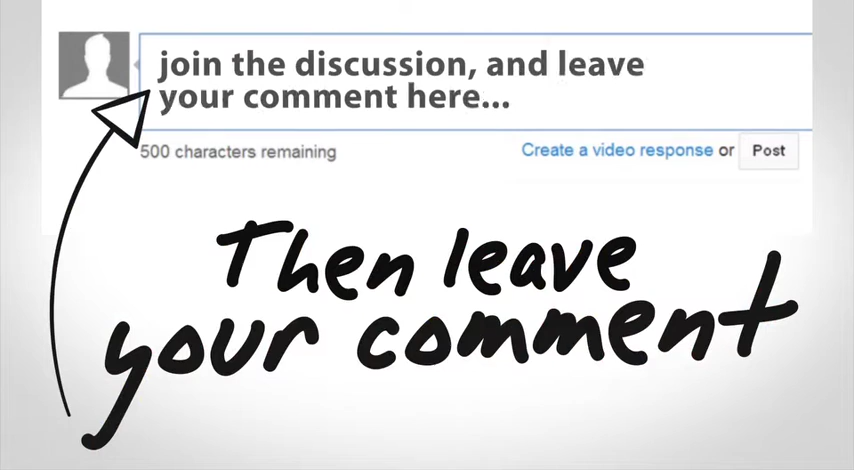 join the discussion, and leave
your comment here...
500 characters remaining
Create a video response or Post
Then leave
your comment